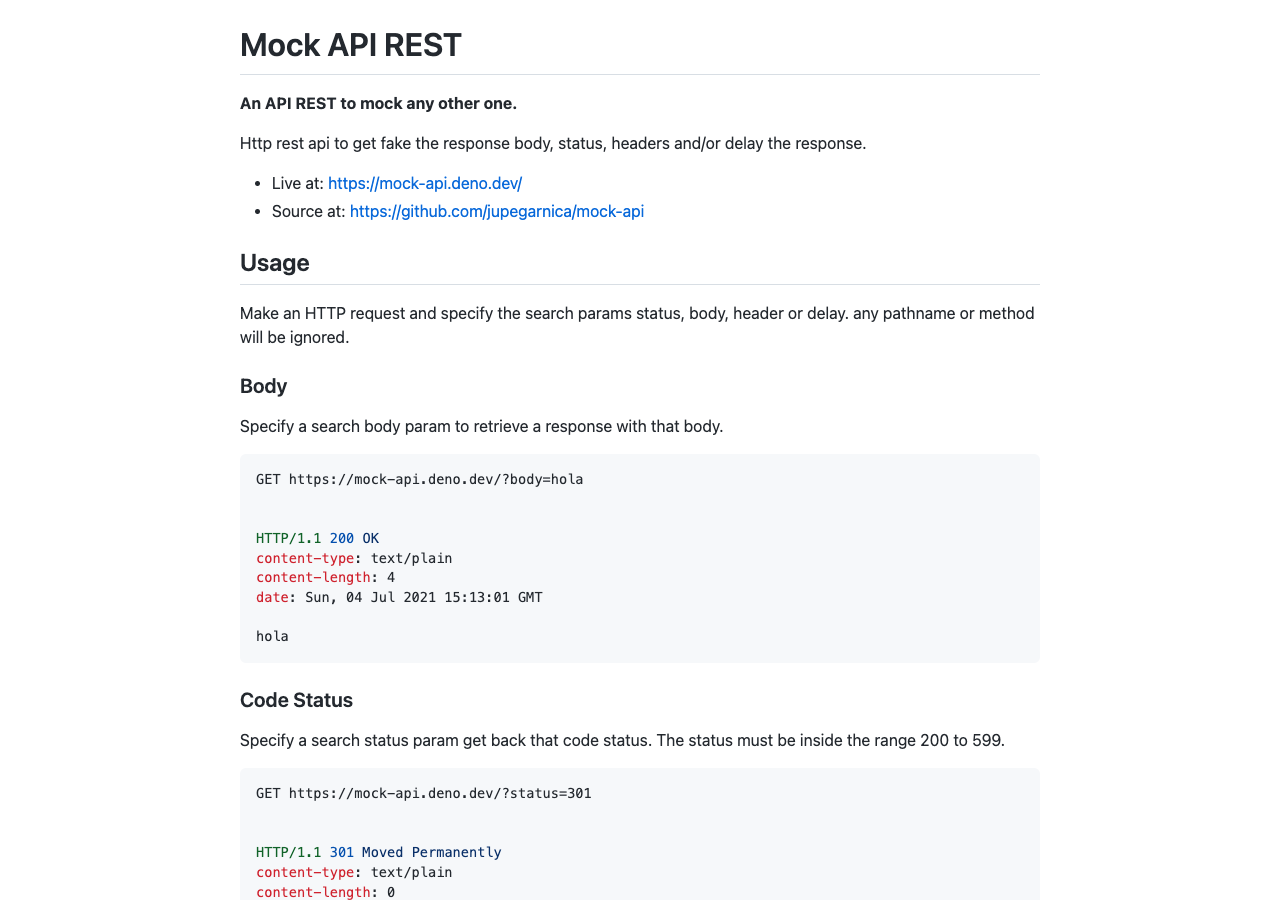 Mock API REST
An API REST to mock any other one.
Http rest api to get fake the response body, status, headers and/or delay the response.
• Live at: https://mock-api.deno.dev/
• Source at: https://github.com/jupegarnica/mock-api
Usage
Make an HTTP request and specify the search params status, body, header or delay. any pathname or method
will be ignored.
Body
Specify a search body param to retrieve a response with that body.
GET https://mock-api.deno.dev/?body=hola
HTTP/1.1 200 OK
content-type: text/plain
content-length: 4
date: Sun, 04 Jul 2021 15:13:01 GMT
hola
Code Status
Specify a search status param get back that code status. The status must be inside the range 200 to 599.
GET https://mock-api.deno.dev/?status=301
HTTP/1.1 301 Moved Permanently
content-type: text/plain
content-length: 0